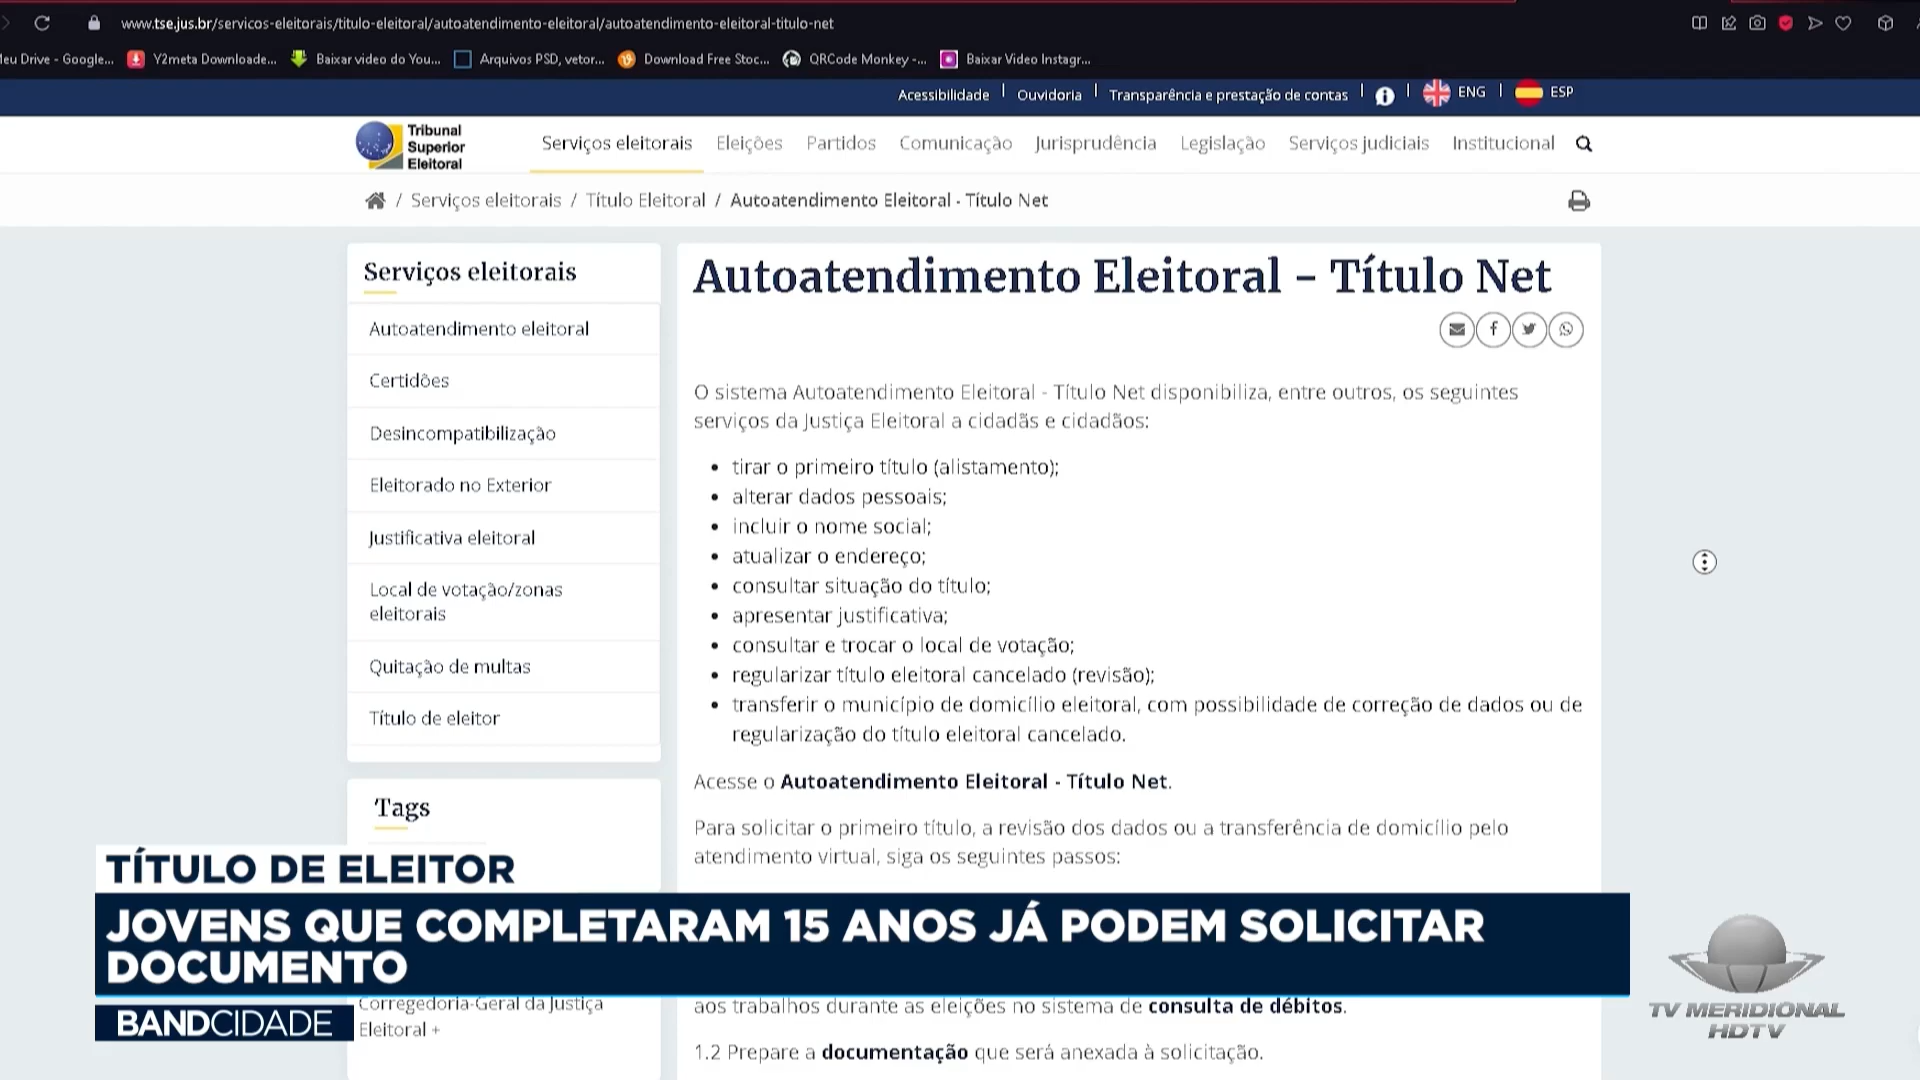 www.tse.jus.br/servicos-eleitorais/titulo-eleitoral/autoatendimento-eleitoral/autoatendimento-eleitoral-titulo-net
Meu Drive - Google... Y2meta Downloade... Baixar video do You... Arquivos PSD, vetor... Download Free Stoc... QRCode Monkey -... Baixar Video Instagr...
Acessibilidade Ouvidoria Transparência e prestação de contas ENG ESP
Tribunal
Superior
Eleitoral
Serviços eleitorais Eleições Partidos Comunicação Jurisprudência Legislação Serviços judiciais Institucional
/ Serviços eleitorais / Título Eleitoral / Autoatendimento Eleitoral - Título Net
Serviços eleitorais
Autoatendimento eleitoral
Certidões
Desincompatibilização
Eleitorado no Exterior
Justificativa eleitoral
Local de votação/zonas
eleitorais
Quitação de multas
Título de eleitor
Tags
Autoatendimento Eleitoral - Título Net
O sistema Autoatendimento Eleitoral - Título Net disponibiliza, entre outros, os seguintes
serviços da Justiça Eleitoral a cidadãs e cidadãos:
• tirar o primeiro título (alistamento);
• alterar dados pessoais;
• incluir o nome social;
• atualizar o endereço;
• consultar situação do título;
• apresentar justificativa;
• consultar e trocar o local de votação;
• regularizar título eleitoral cancelado (revisão);
• transferir o município de domicílio eleitoral, com possibilidade de correção de dados ou de
regularização do título eleitoral cancelado.
Acesse o Autoatendimento Eleitoral - Título Net.
Para solicitar o primeiro título, a revisão dos dados ou a transferência de domicílio pelo
atendimento virtual, siga os seguintes passos:
TÍTULO DE ELEITOR
JOVENS QUE COMPLETARAM 15 ANOS JÁ PODEM SOLICITAR
DOCUMENTO
BANDCIDADE
Corregedoria-Geral da Justiça
Eleitoral +
aos trabalhos durante as eleições no sistema de consulta de débitos.
1.2 Prepare a documentação que será anexada à solicitação.
TV MERIDIONAL
HDTV